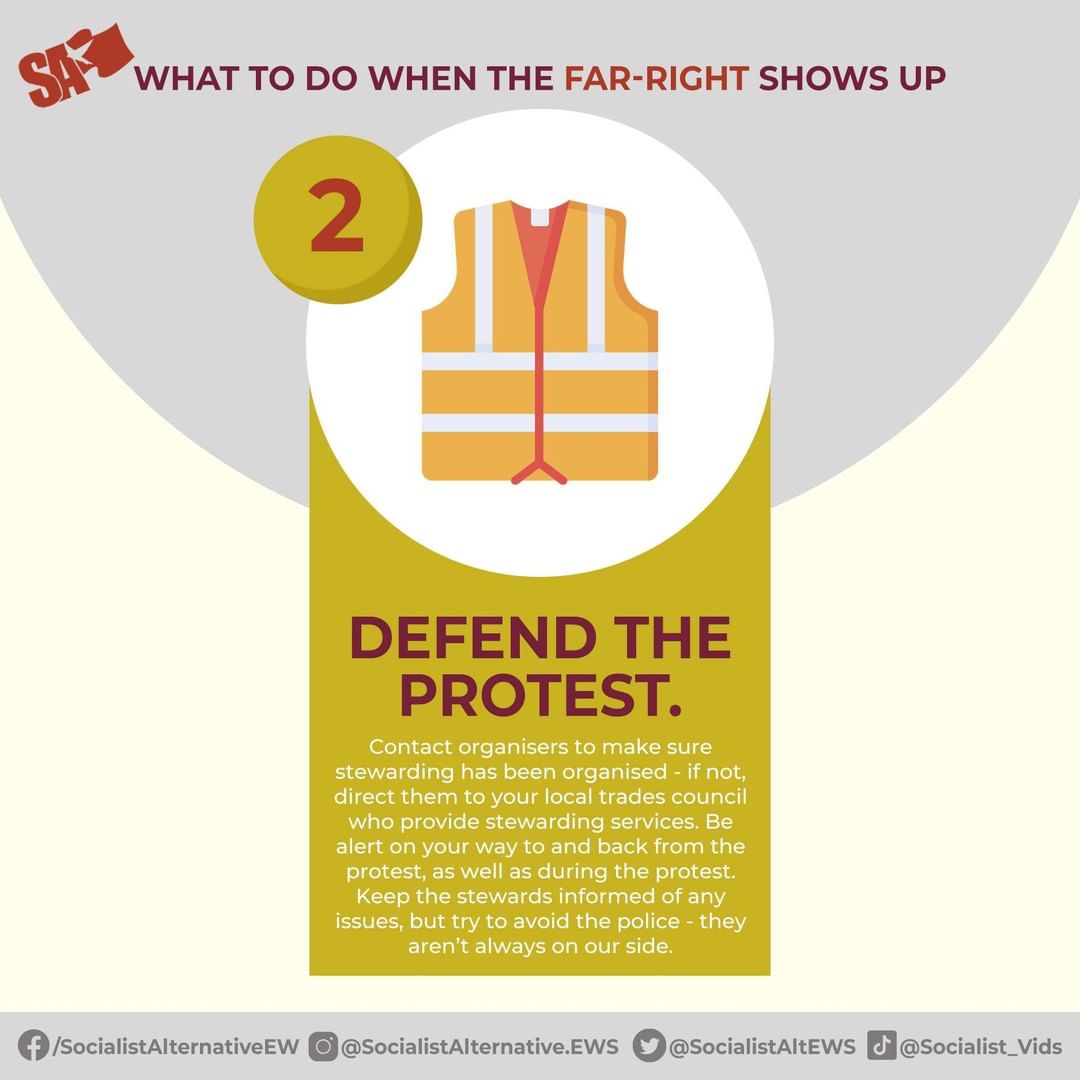 SA
WHAT TO DO WHEN THE FAR-RIGHT SHOWS UP
2
DEFEND THE
PROTEST.
Contact organisers to make sure
stewarding has been organised - if not,
direct them to your local trades council
who provide stewarding services. Be
alert on your way to and back from the
protest, as well as during the protest.
Keep the stewards informed of any
issues, but try to avoid the police - they
aren't always on our side.
/SocialistAlternativeEW @SocialistAlternative.EWS @SocialistAltEWS @Socialist_Vids